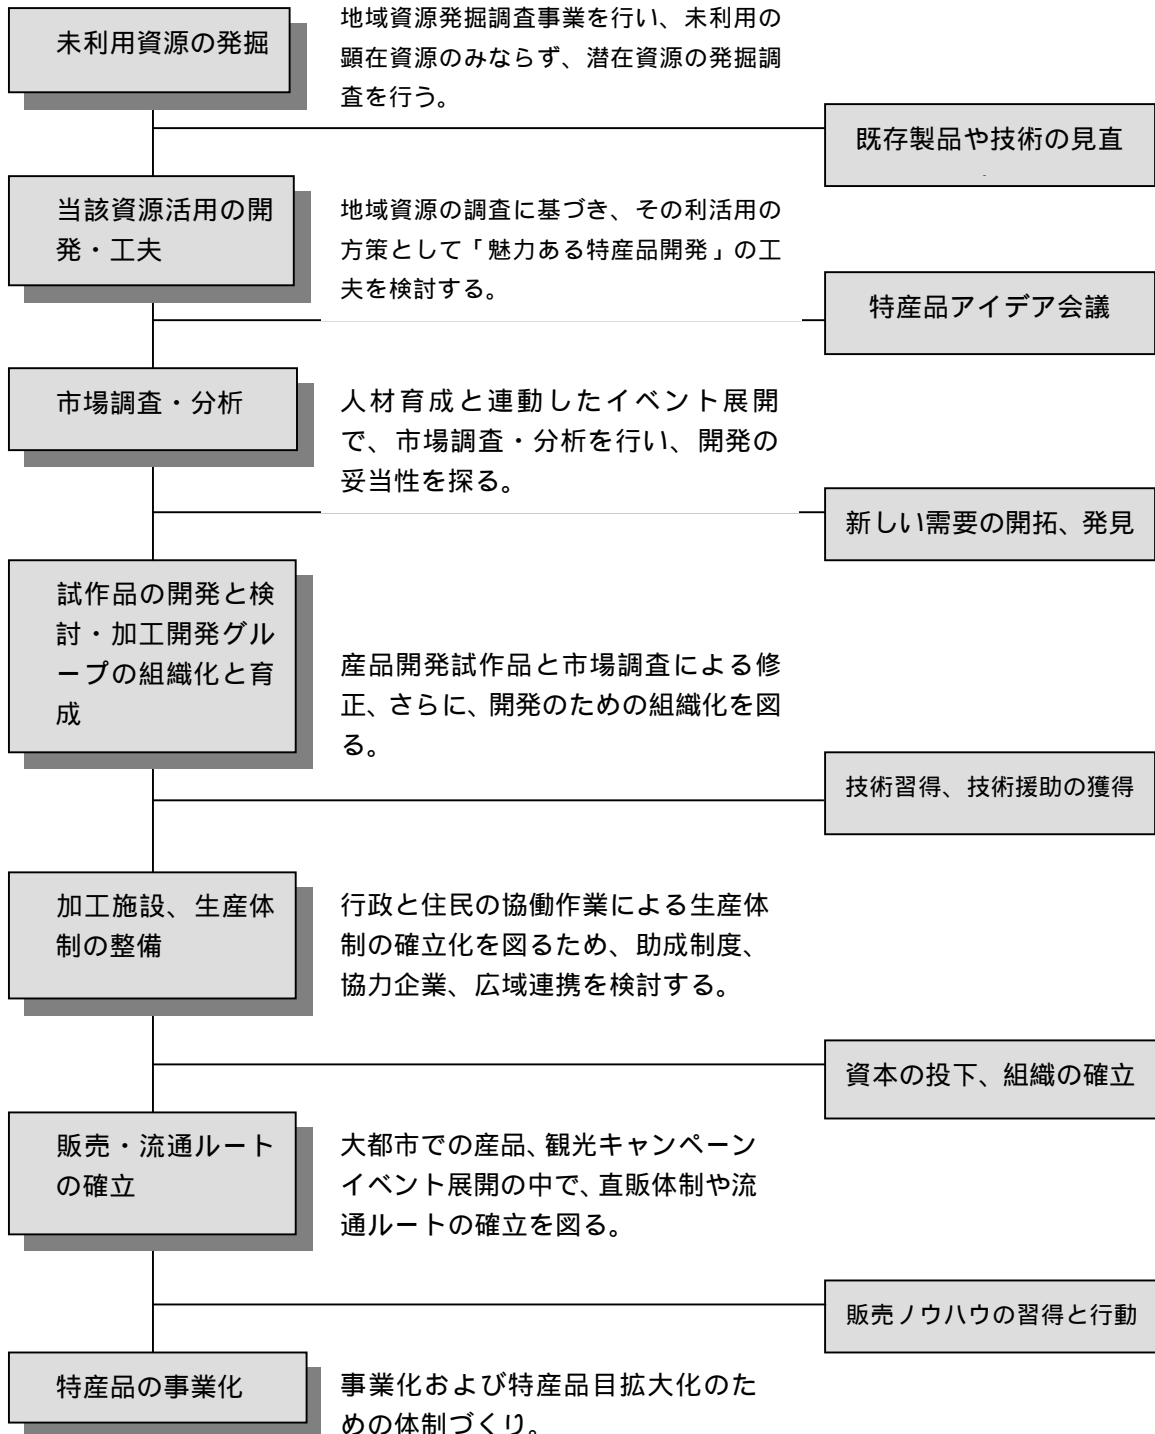 未利用資源の発掘
地域資源発掘調査事業を行い、未利用の
顕在資源のみならず、潜在資源の発掘調
査を行う。
既存製品や技術の見直
当該資源活用の開
発・工夫
地域資源の調査に基づき、その利活用の
方策として「魅力ある特産品開発」の工
夫を検討する。
特産品アイデア会議
市場調査・分析
人材育成と連動したイベント展開
で、市場調査・分析を行い、開発の
妥当性を探る。
新しい需要の開拓、発見
試作品の開発と検
討・加工開発グル
ープの組織化と育
成
産品開発試作品と市場調査による修
正、さらに、開発のための組織化を図
る。
技術習得、技術援助の獲得
加工施設、生産体
制の整備
行政と住民の協働作業による生産体
制の確立化を図るため、助成制度、
協力企業、広域連携を検討する。
資本の投下、組織の確立
販売・流通ルート
の確立
大都市での産品、観光キャンペーン
イベント展開の中で、直販体制や流
通ルートの確立を図る。
販売ノウハウの習得と行動
特産品の事業化
事業化および特産品目拡大化のた
めの体制づくり。